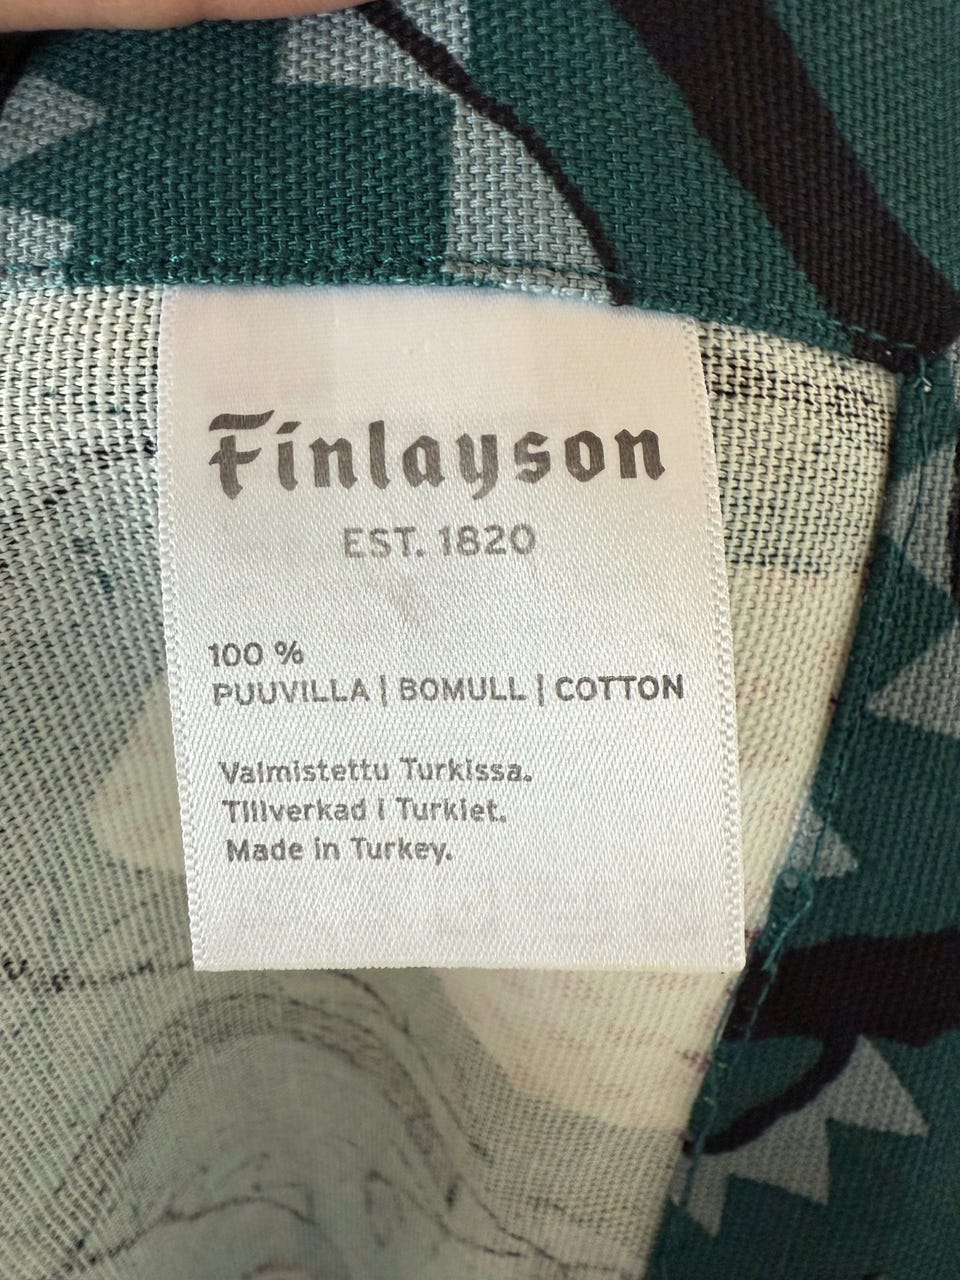 Finlayson
EST. 1820
100 %
PUUVILLA | BOMULL | COTTON
Valmistettu Turkissa.
Tillverkad i Turkiet.
Made in Turkey.